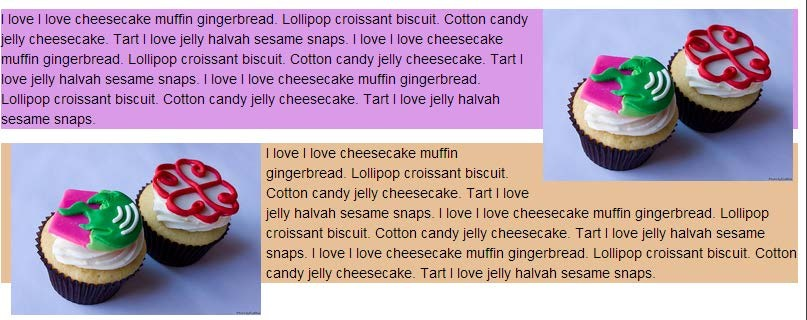 I love I love cheesecake muffin gingerbread. Lollipop croissant biscuit. Cotton candy
jelly cheesecake. Tart I love jelly halvah sesame snaps. I love I love cheesecake
muffin gingerbread. Lollipop croissant biscuit. Cotton candy jelly cheesecake. Tart I
love jelly halvah sesame snaps. I love I love cheesecake muffin gingerbread.
Lollipop croissant biscuit. Cotton candy jelly cheesecake. Tart I love jelly halvah
sesame snaps.
I love I love cheesecake muffin
gingerbread. Lollipop croissant biscuit.
Cotton candy jelly cheesecake. Tart I love
jelly halvah sesame snaps. I love I love cheesecake muffin gingerbread. Lollipop
croissant biscuit. Cotton candy jelly cheesecake. Tart I love jelly halvah sesame
snaps. I love I love cheesecake muffin gingerbread. Lollipop croissant biscuit. Cotton
candy jelly cheesecake. Tart I love jelly halvah sesame snaps.